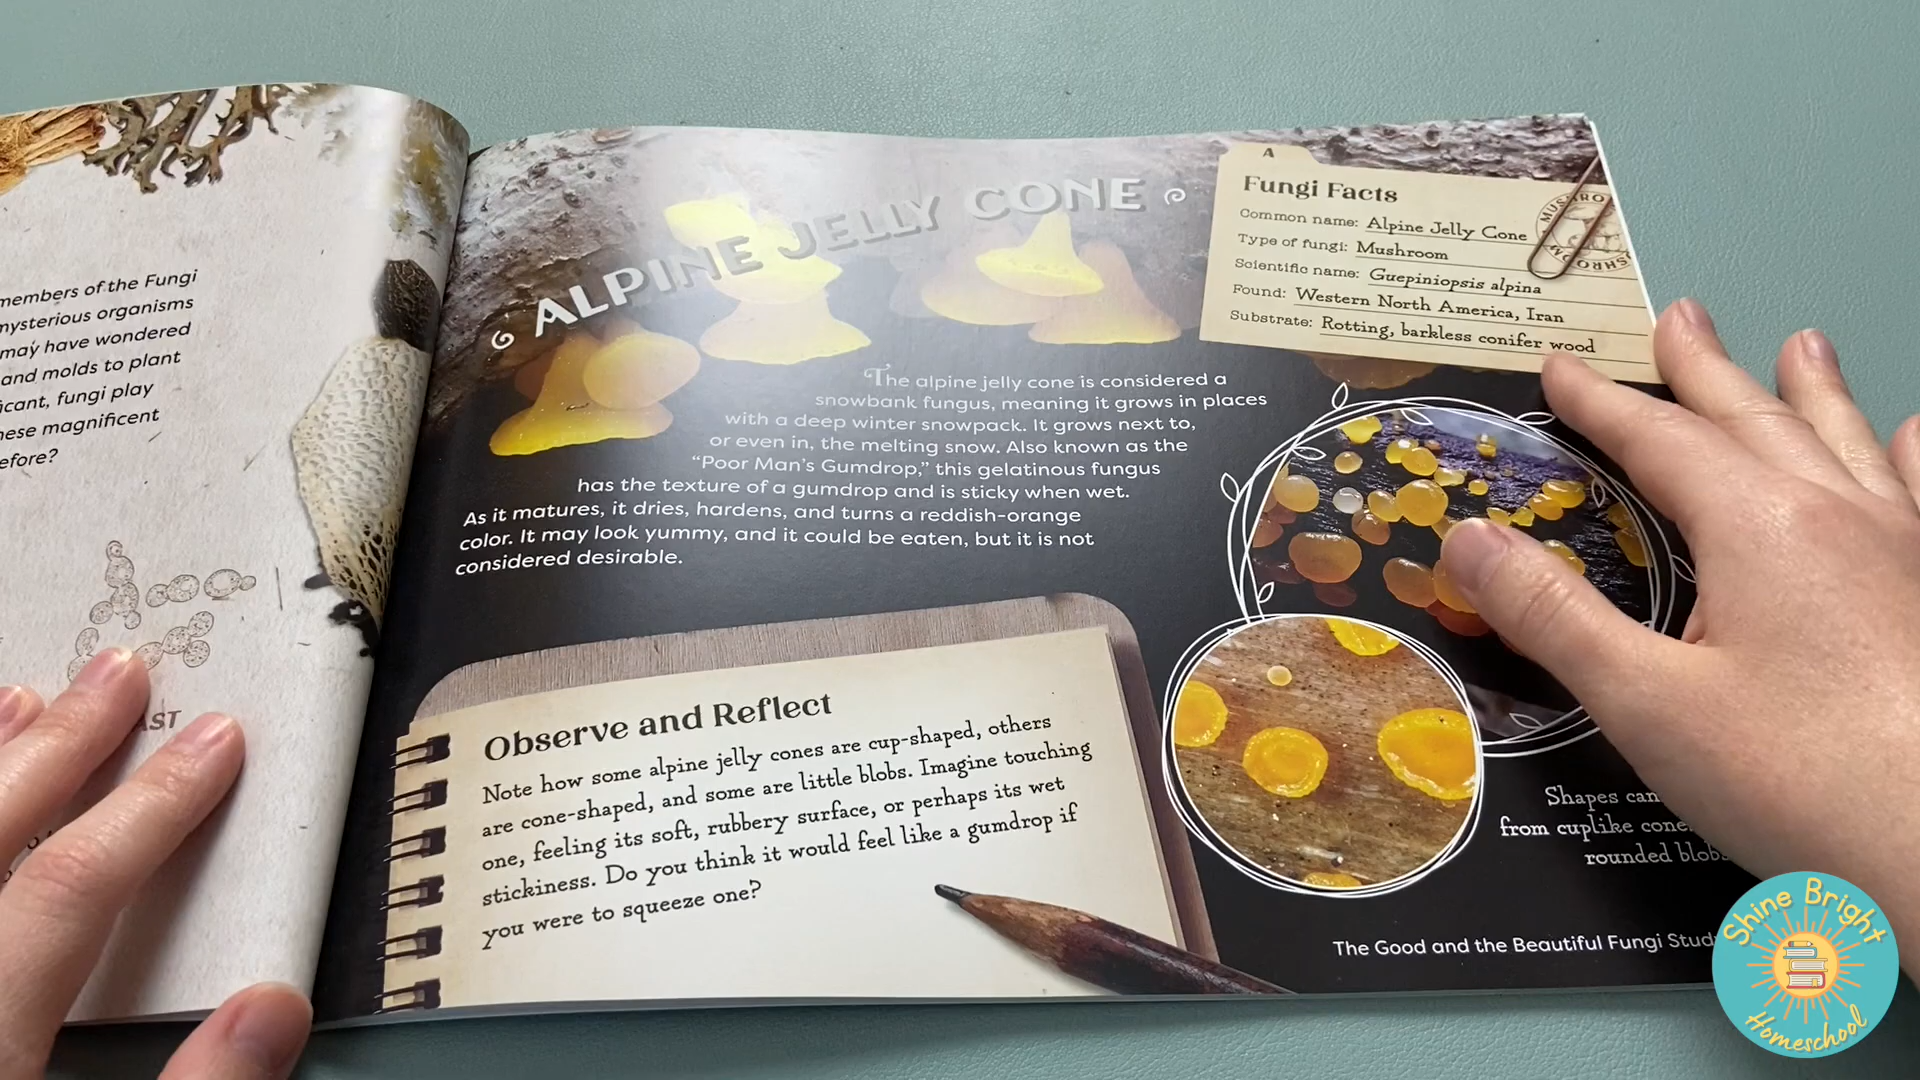 members of the Fungi
mysterious organisms
may have wondered
and molds to plant
ficant, fungi play
these magnificent
efore?
AST
ALPINE JELLY CONE
A
Fungi Facts
Common name: Alpine Jelly Cone
Type of fungi: Mushroom
Scientific name: Guepiniopsis alpina
Found: Western North America, Iran
Substrate: Rotting, barkless conifer wood
The alpine jelly cone is considered a
snowbank fungus, meaning it grows in places
with a deep winter snowpack. It grows next to,
or even in, the melting snow. Also known as the
“Poor Man’s Gumdrop,” this gelatinous fungus
has the texture of a gumdrop and is sticky when wet.
As it matures, it dries, hardens, and turns a reddish-orange
color. It may look yummy, and it could be eaten, but it is not
considered desirable.
Observe and Reflect
Note how some alpine jelly cones are cup-shaped, others
are cone-shaped, and some are little blobs. Imagine touching
one, feeling its soft, rubbery surface, or perhaps its wet
stickiness. Do you think it would feel like a gumdrop if
you were to squeeze one?
Shapes can
from cuplike cone
rounded blobs
The Good and the Beautiful Fungi Stud
Shine Bright
Homeschool